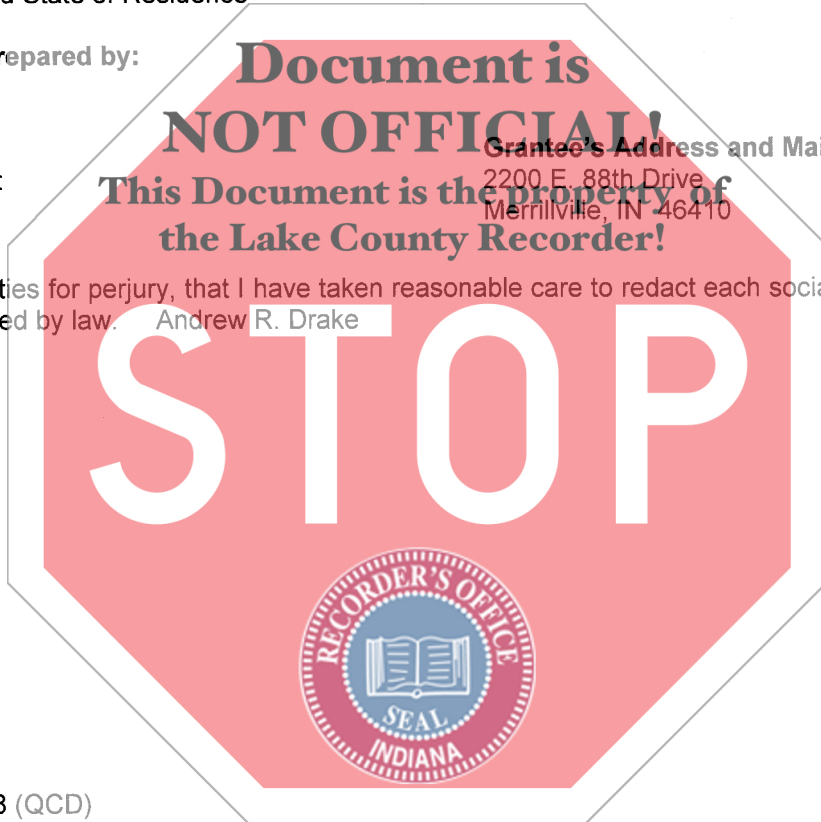 d State of Residence
repared by:
Document is
NOT OFFICIAL!
Grantee's Address and Mai
This Document is the property of
2200 E. 88th Drive
Merrillville, IN 46410
the Lake County Recorder!
ties for perjury, that I have taken reasonable care to redact each socia
ed by law. Andrew R. Drake
STOP
RECORDER'S OFFICE
SEAL
INDIANA
(QCD)